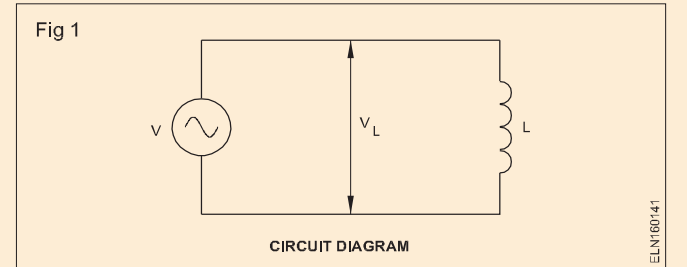 Fig 1
V
V L
L
CIRCUIT DIAGRAM
ELN160141